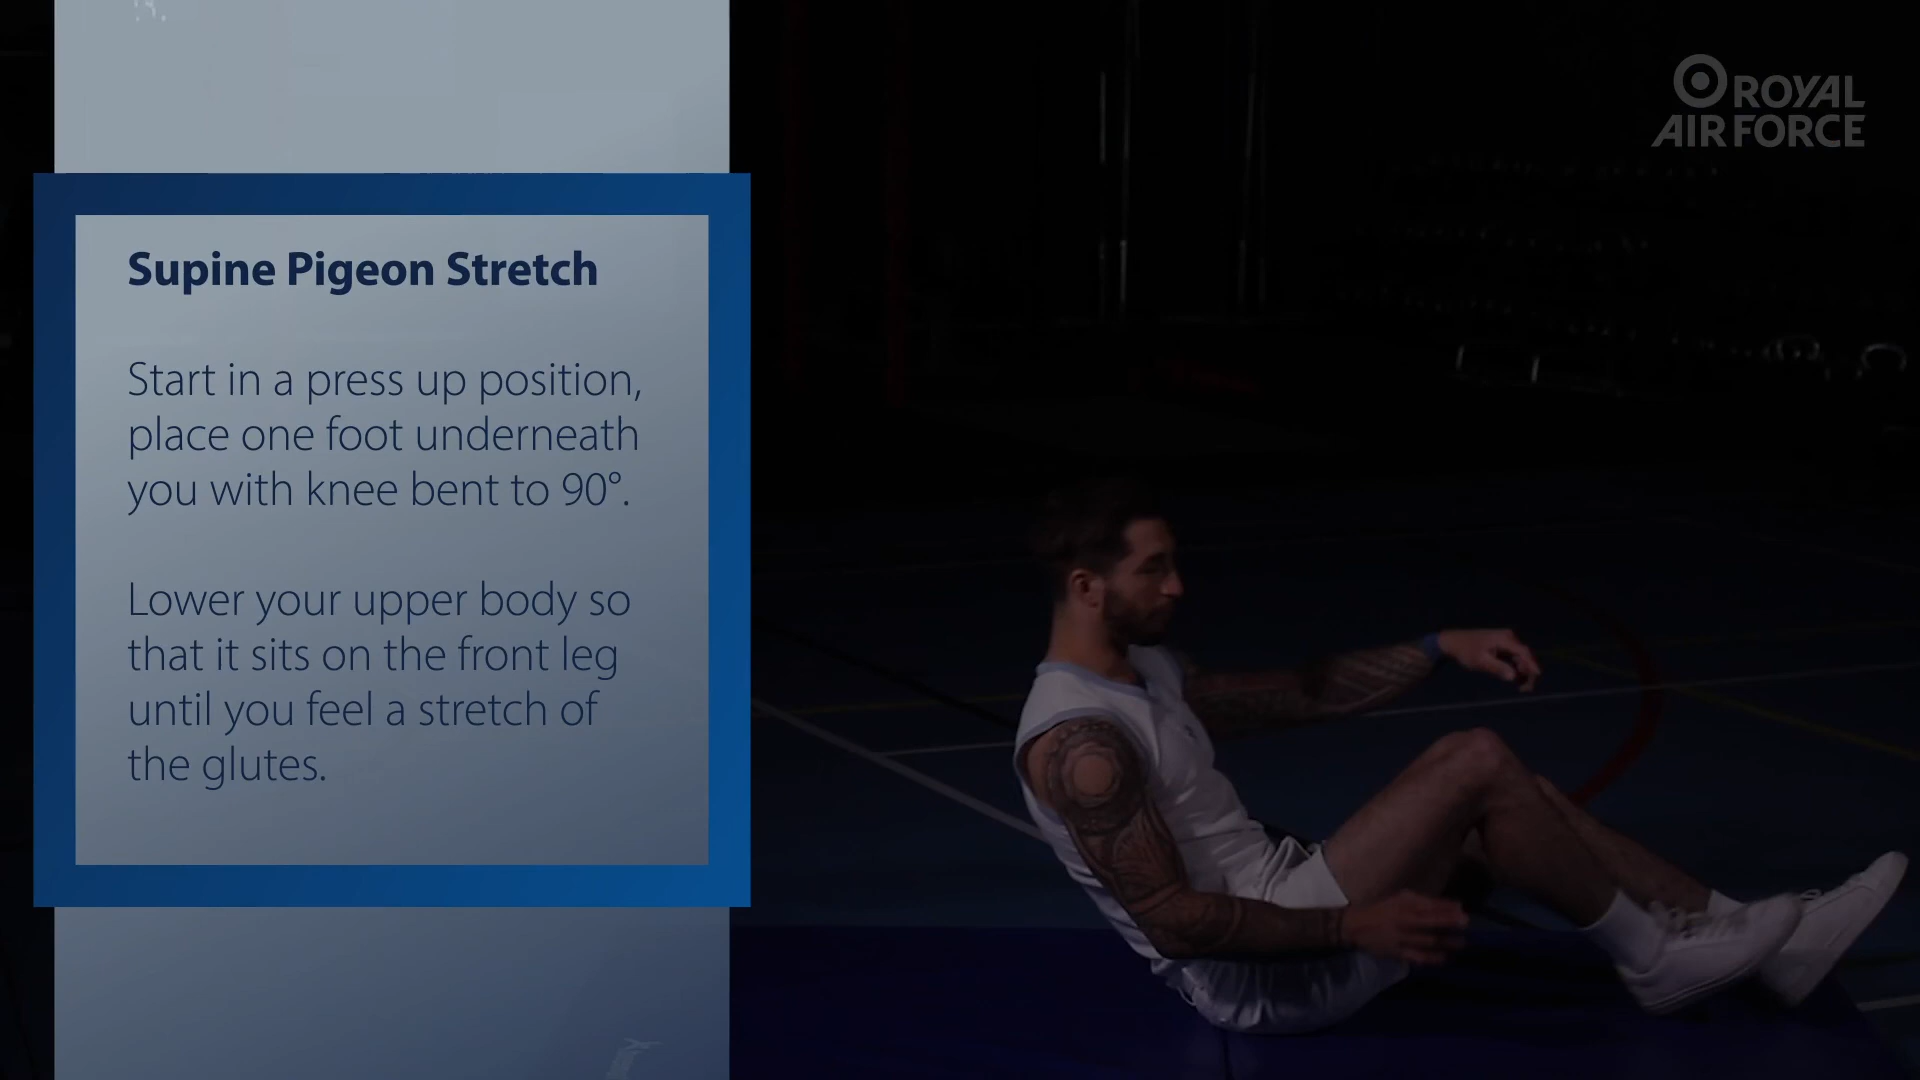 ROYAL
AIR FORCE
Supine Pigeon Stretch
Start in a press up position,
place one foot underneath
you with knee bent to 90°.
Lower your upper body so
that it sits on the front leg
until you feel a stretch of
the glutes.